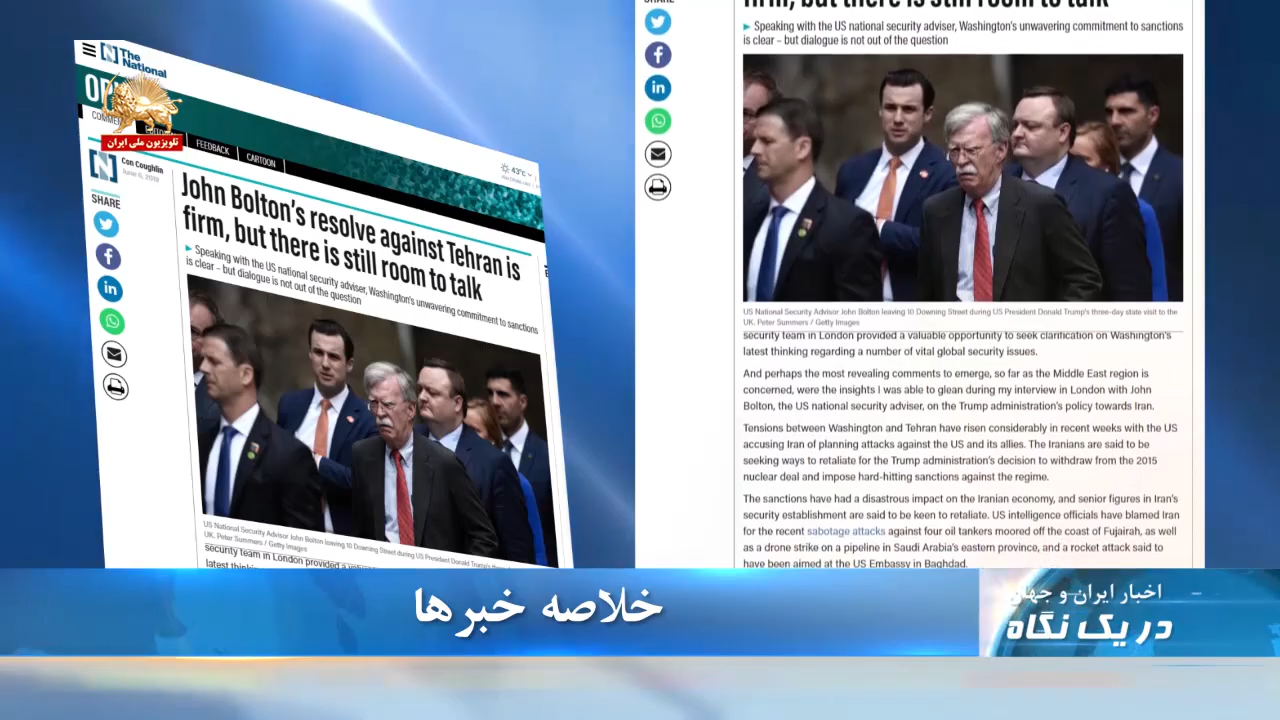 The
National
OP
COMMENT
FEEDBACK
CARTOON
تلویزیون ملی ایران
43°C
Con Coughlin
June 6, 2019
SHARE
John Bolton's resolve against Tehran is
firm, but there is still room to talk
Speaking with the US national security adviser, Washington's unwavering commitment to sanctions
is clear – but dialogue is not out of the question
US National Security Advisor John Bolton leaving 10 Downing Street during US President Donald Trump's three-day state visit to the
UK. Peter Summers / Getty Images
security team in London provided a
latest
SHARE
firm, but there is still room to talk
Speaking with the US national security adviser, Washington's unwavering commitment to sanctions
is clear – but dialogue is not out of the question
US National Security Advisor John Bolton leaving 10 Downing Street during US President Donald Trump's three-day state visit to the
UK. Peter Summers / Getty Images
security team in London provided a valuable opportunity to seek clarification on Washington's
latest thinking regarding a number of vital global security issues.
And perhaps the most revealing comments to emerge, so far as the Middle East region is
concerned, were the insights I was able to glean during my interview in London with John
Bolton, the US national security adviser, on the Trump administration's policy towards Iran.
Tensions between Washington and Tehran have risen considerably in recent weeks with the US
accusing Iran of planning attacks against the US and its allies. The Iranians are said to be
seeking ways to retaliate for the Trump administration's decision to withdraw from the 2015
nuclear deal and impose hard-hitting sanctions against the regime.
The sanctions have had a disastrous impact on the Iranian economy, and senior figures in Iran's
security establishment are said to be keen to retaliate. US intelligence officials have blamed Iran
for the recent sabotage attacks against four oil tankers moored off the coast of Fujairah, as well
as a drone strike on a pipeline in Saudi Arabia's eastern province, and a rocket attack said to
have been aimed at the US Embassy in Baghdad.
خلاصه خبرها
اخبار ایران و جهان
در یک نگاه